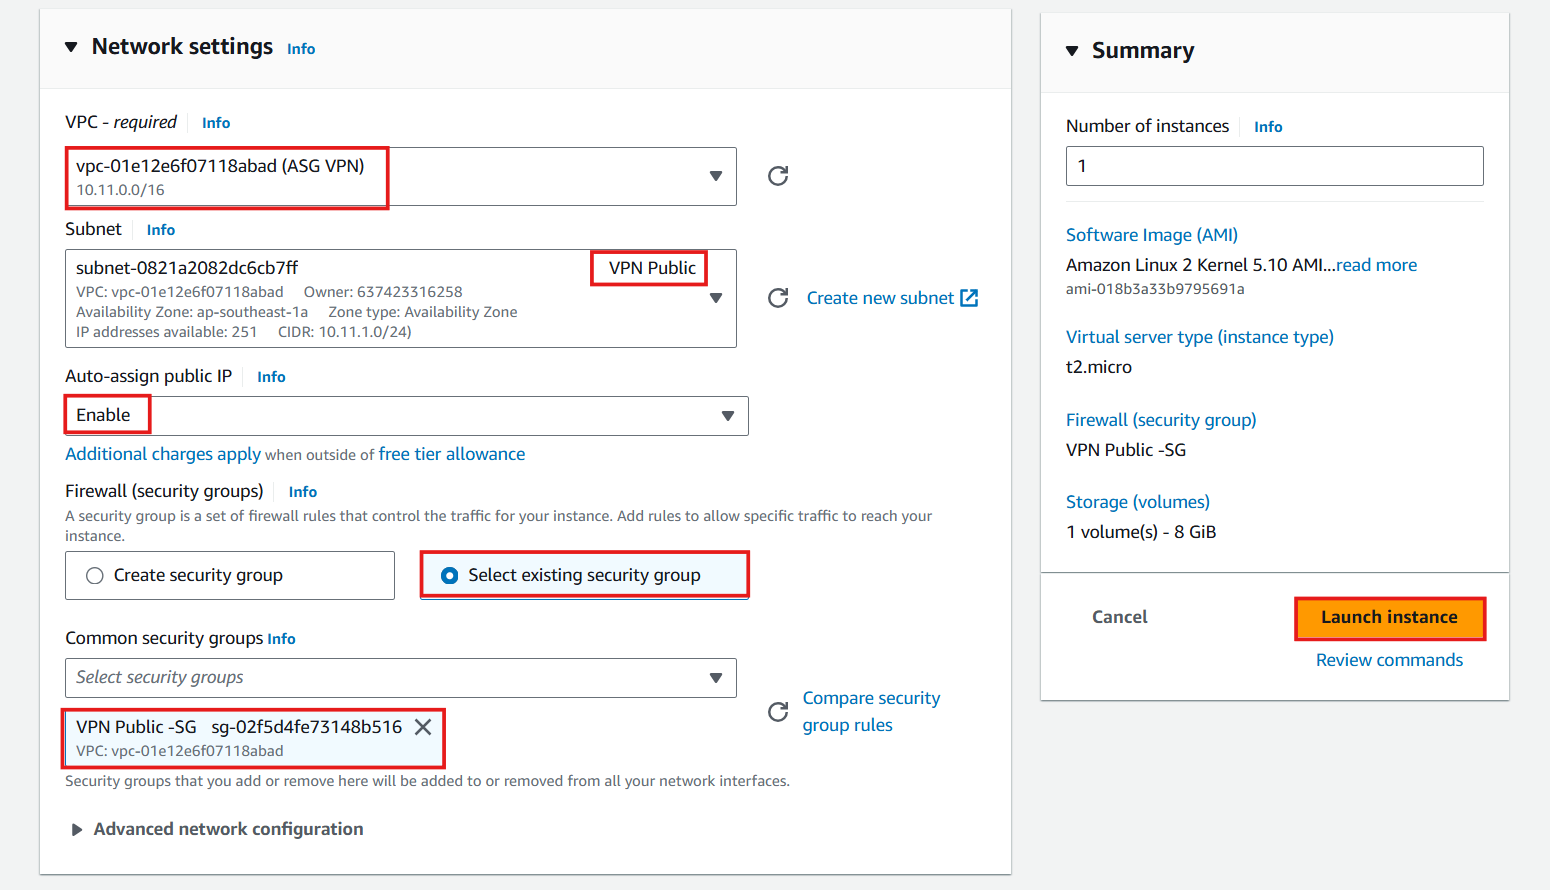 Network settings Info
VPC - required Info
vpc-01e12e6f07118abad (ASG VPN)
10.11.0.0/16
Subnet Info
subnet-0821a2082dc6cb7ff VPN Public
VPC: vpc-01e12e6f07118abad Owner: 637423316258
Availability Zone: ap-southeast-1a Zone type: Availability Zone
IP addresses available: 251 CIDR: 10.11.1.0/24)
Create new subnet
Auto-assign public IP Info
Enable
Additional charges apply when outside of free tier allowance
Firewall (security groups) Info
A security group is a set of firewall rules that control the traffic for your instance. Add rules to allow specific traffic to reach your
instance.
Create security group
Select existing security group
Common security groups Info
Select security groups
VPN Public -SG sg-02f5d4fe73148b516
VPC: vpc-01e12e6f07118abad
Compare security
group rules
Security groups that you add or remove here will be added to or removed from all your network interfaces.
Advanced network configuration
Summary
Number of instances Info
1
Software Image (AMI)
Amazon Linux 2 Kernel 5.10 AMI...read more
ami-018b3a33b9795691a
Virtual server type (instance type)
t2.micro
Firewall (security group)
VPN Public -SG
Storage (volumes)
1 volume(s) - 8 GiB
Cancel
Launch instance
Review commands